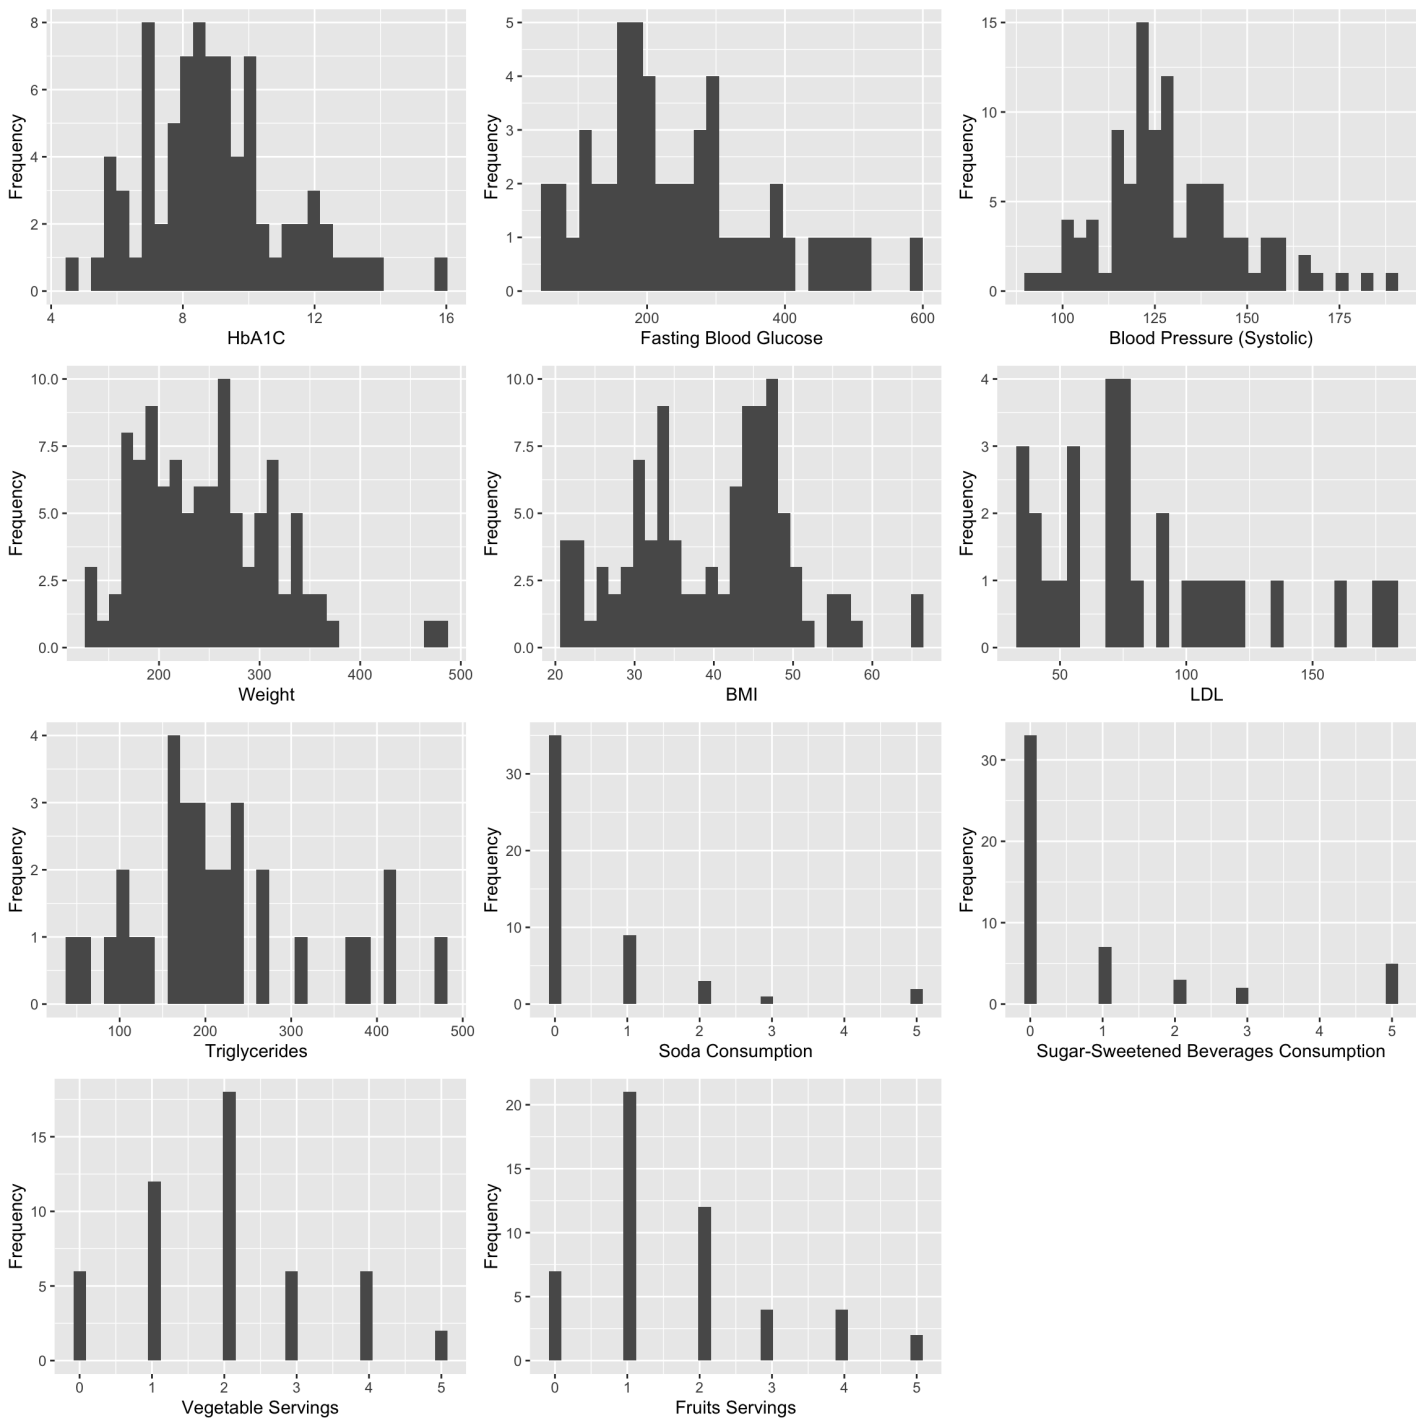 Frequency
8
6
4
2
0
4 8 12 16
HbA1C
Frequency
5
4
3
2
1
0
200 400 600
Fasting Blood Glucose
Frequency
15
10
5
0
100 125 150 175
Blood Pressure (Systolic)
Frequency
10.0
7.5
5.0
2.5
0.0
200 300 400 500
Weight
Frequency
10.0
7.5
5.0
2.5
0.0
20 30 40 50 60
BMI
Frequency
4
3
2
1
0
50 100 150
LDL
Frequency
4
3
2
1
0
100 200 300 400 500
Triglycerides
Frequency
30
20
10
0
0 1 2 3 4 5
Soda Consumption
Frequency
30
20
10
0
0 1 2 3 4 5
Sugar-Sweetened Beverages Consumption
Frequency
15
10
5
0
0 1 2 3 4 5
Vegetable Servings
Frequency
20
15
10
5
0
0 1 2 3 4 5
Fruits Servings